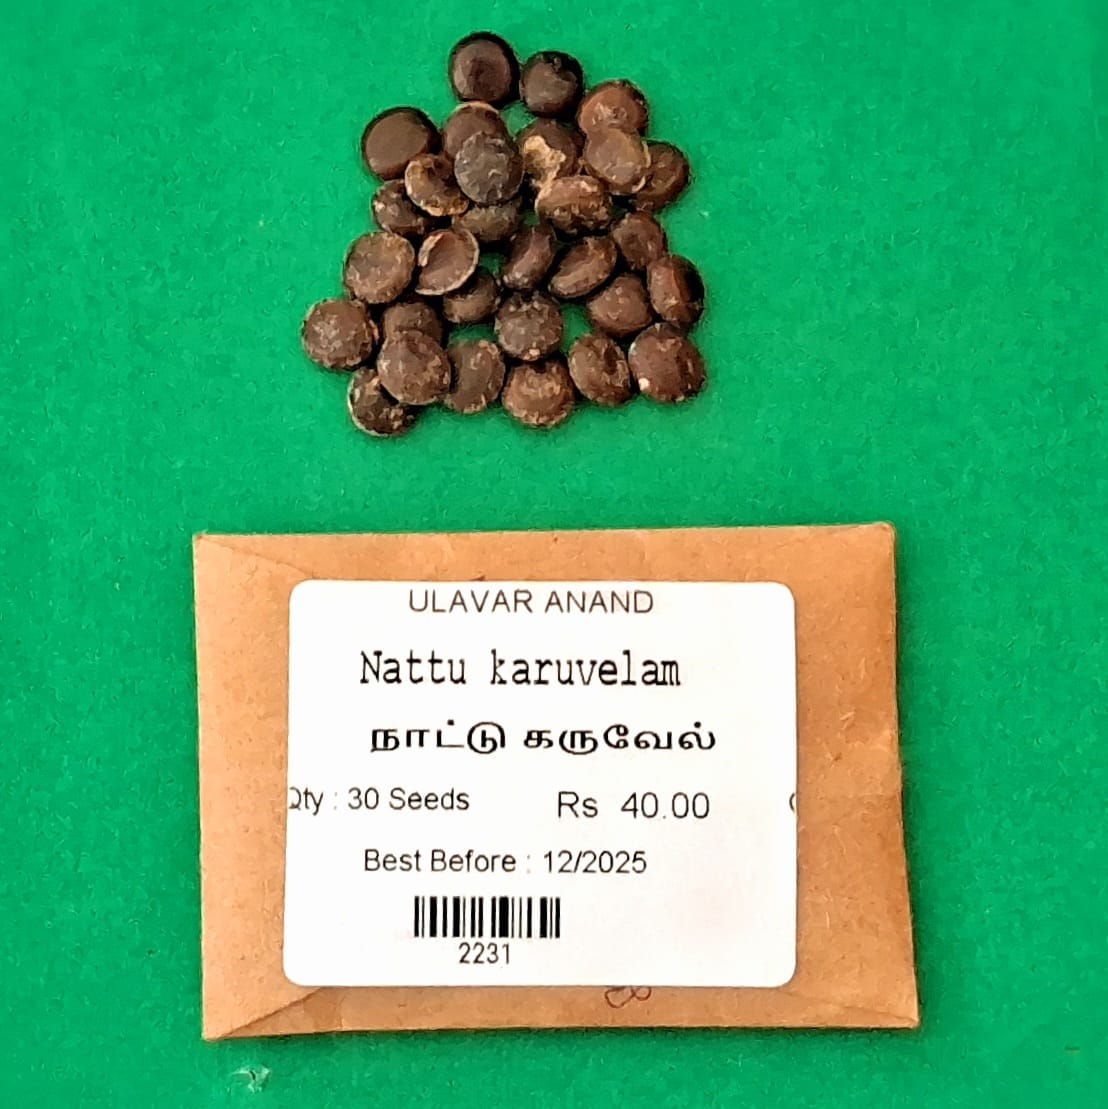 ULAVAR ANAND
Nattu karuvelam
நாட்டு கருவேல்
Qty : 30 Seeds Rs 40.00
Best Before : 12/2025
2231